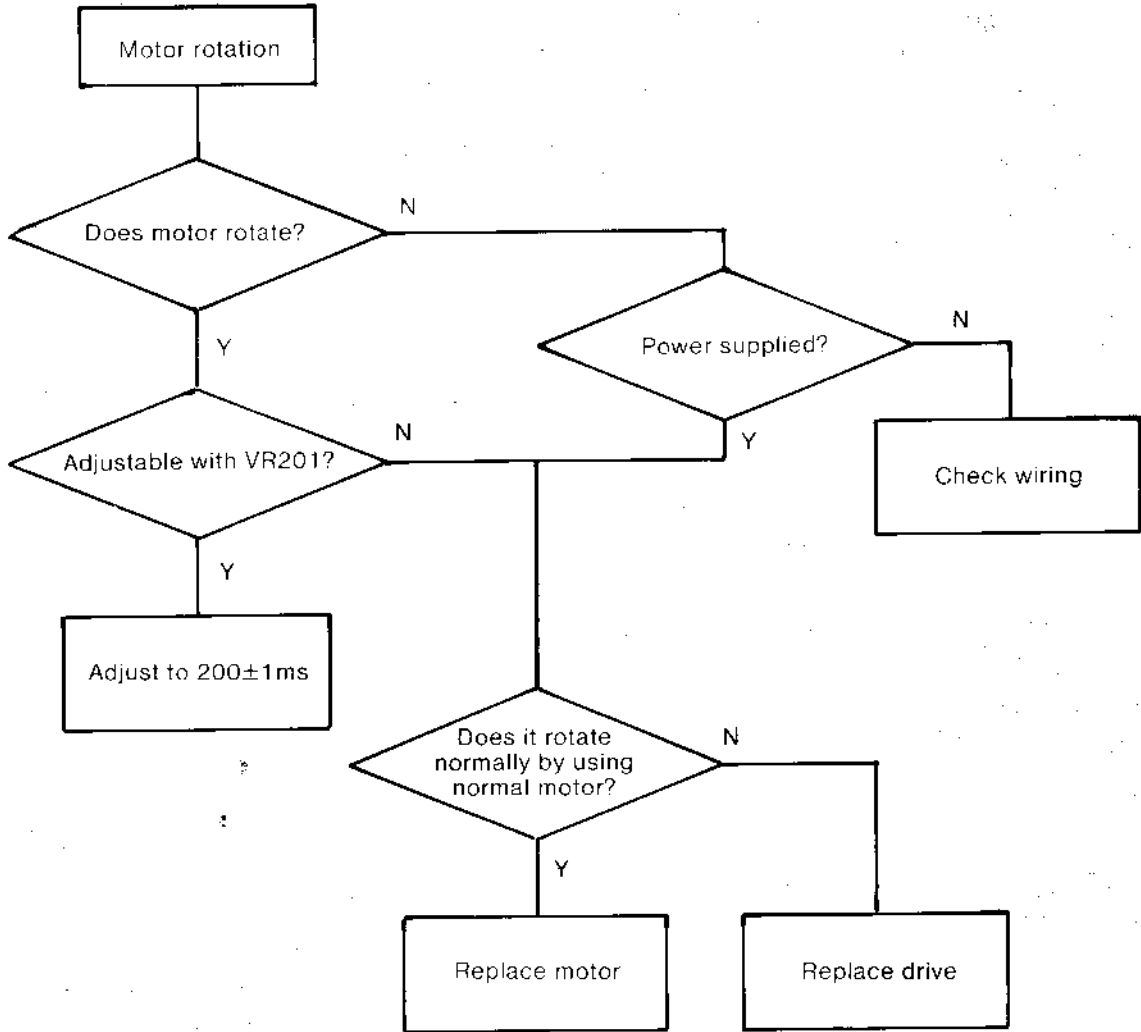 Motor rotation
Does motor rotate?
N
Y
Power supplied?
N
Y
Check wiring
Adjustable with VR201?
N
Y
Adjust to 200±1ms
Does it rotate
normally by using
normal motor?
N
Y
Replace motor
Replace drive